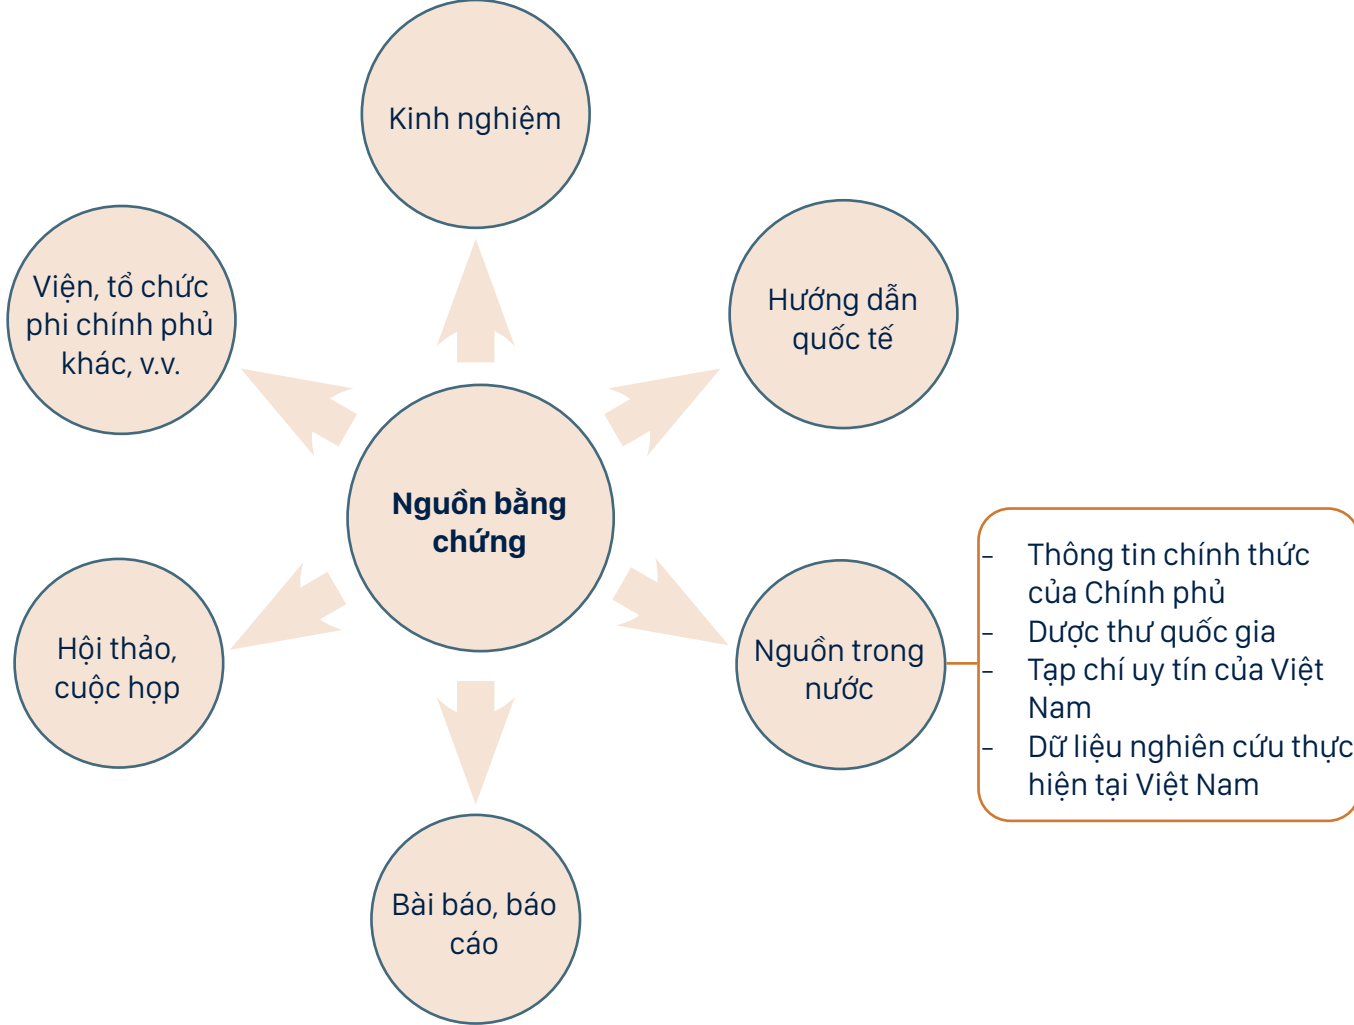 Kinh nghiệm
Viện, tổ chức
phi chính phủ
khác, v.v.
Hướng dẫn
quốc tế
Nguồn bằng
chứng
Hội thảo,
cuộc họp
Nguồn trong
nước
- Thông tin chính thức
của Chính phủ
- Dược thư quốc gia
- Tạp chí uy tín của Việt
Nam
- Dữ liệu nghiên cứu thực
hiện tại Việt Nam
Bài báo, báo
cáo